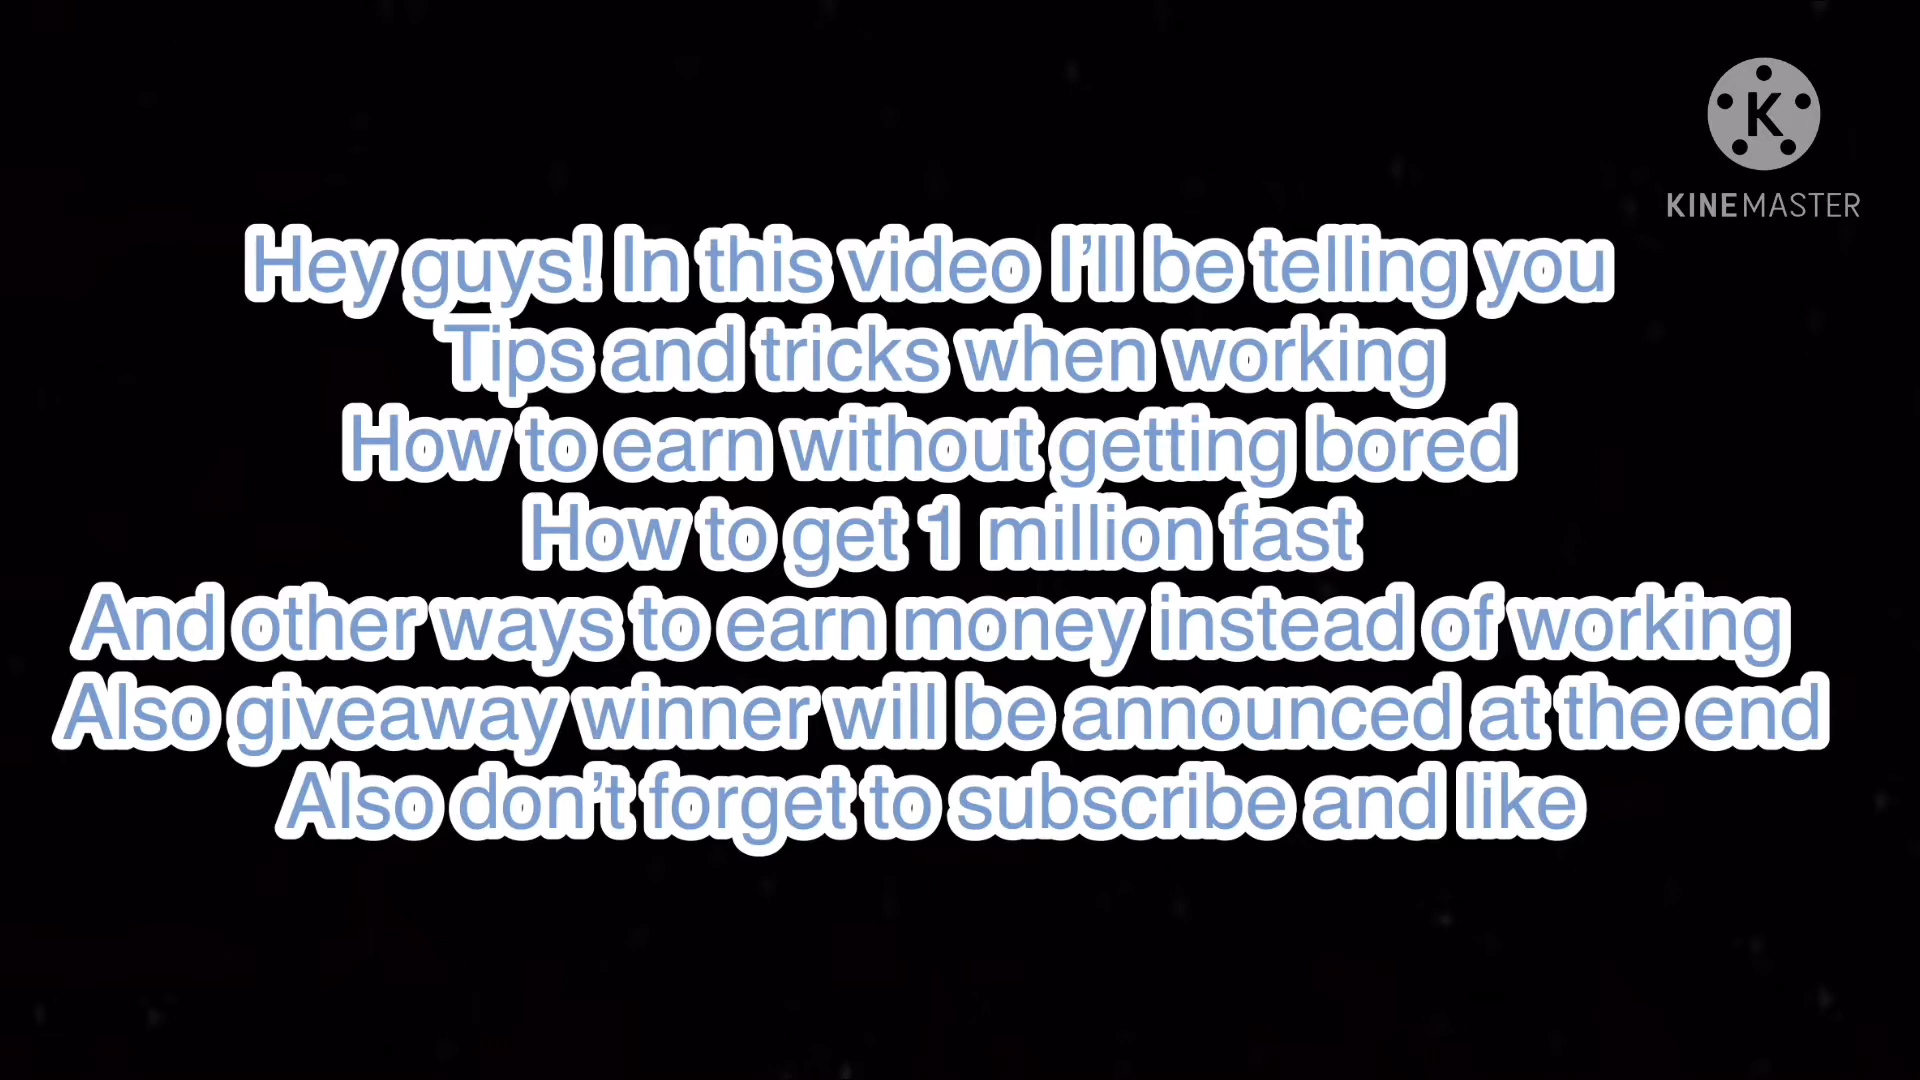 K
KINEMASTER
Hey guys! In this video I’ll be telling you
Tips and tricks when working
How to earn without getting bored
How to get 1 million fast
And other ways to earn money instead of working
Also giveaway winner will be announced at the end
Also don’t forget to subscribe and like